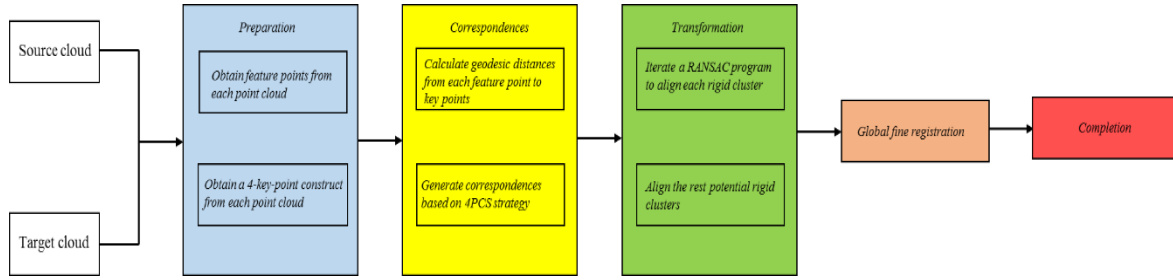 Source cloud
Target cloud
Preparation
Obtain feature points from
each point cloud
Obtain a 4-key-point construct
from each point cloud
Correspondences
Calculate geodesic distances
from each feature point to
key points
Generate correspondences
based on 4PCS strategy
Transformation
Iterate a RANSAC program
to align each rigid cluster
Align the rest potential rigid
clusters
Global fine registration
Completion